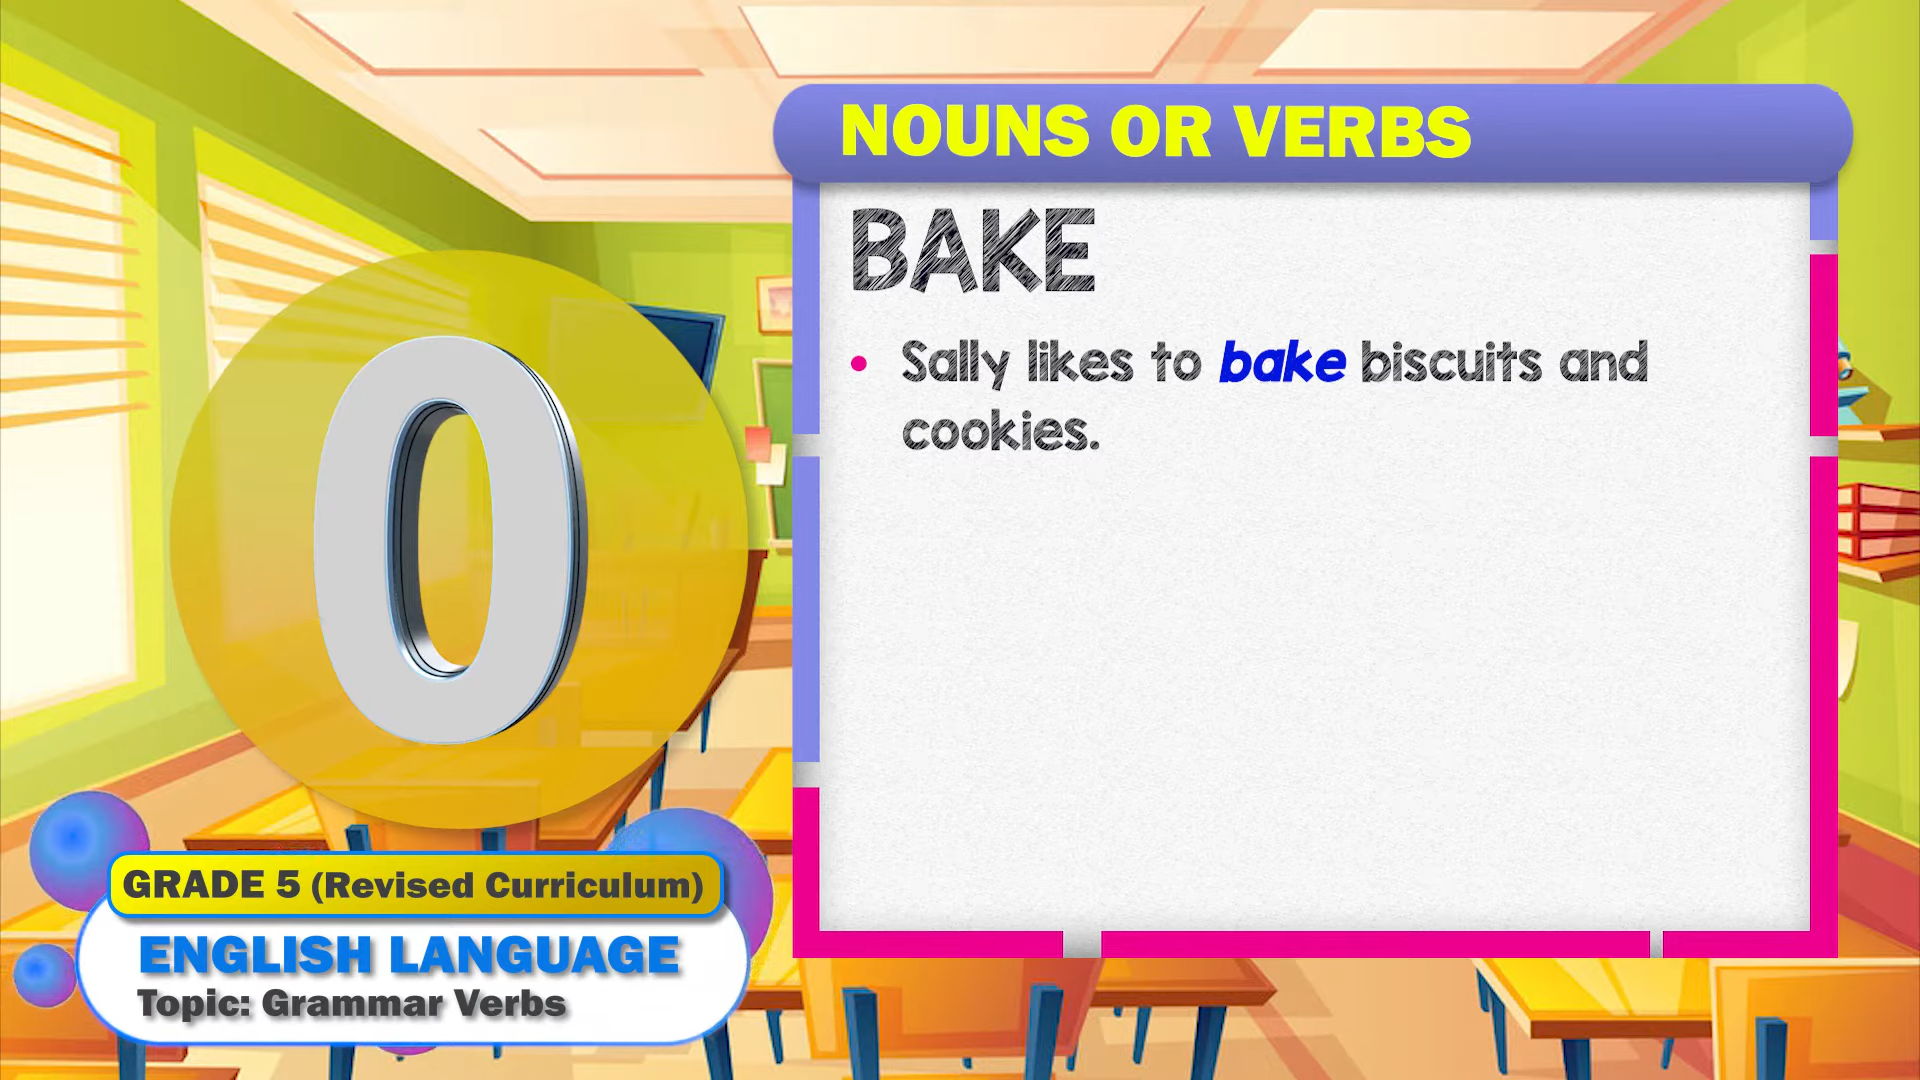 NOUNS OR VERBS
BAKE
• Sally likes to bake biscuits and
cookies.
0
GRADE 5 (Revised Curriculum)
ENGLISH LANGUAGE
Topic: Grammar Verbs